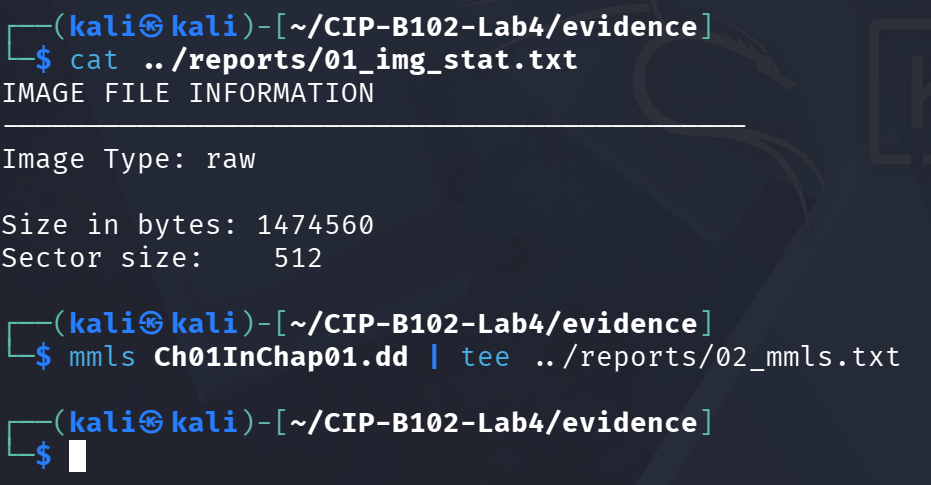 ┌──(kali㉿kali)-[~/CIP-B102-Lab4/evidence]
└─$ cat ../reports/01_img_stat.txt
IMAGE FILE INFORMATION
--------------------------------------------
Image Type: raw
Size in bytes: 1474560
Sector size:    512
┌──(kali㉿kali)-[~/CIP-B102-Lab4/evidence]
└─$ mmls Ch01InChap01.dd | tee ../reports/02_mmls.txt
┌──(kali㉿kali)-[~/CIP-B102-Lab4/evidence]
└─$